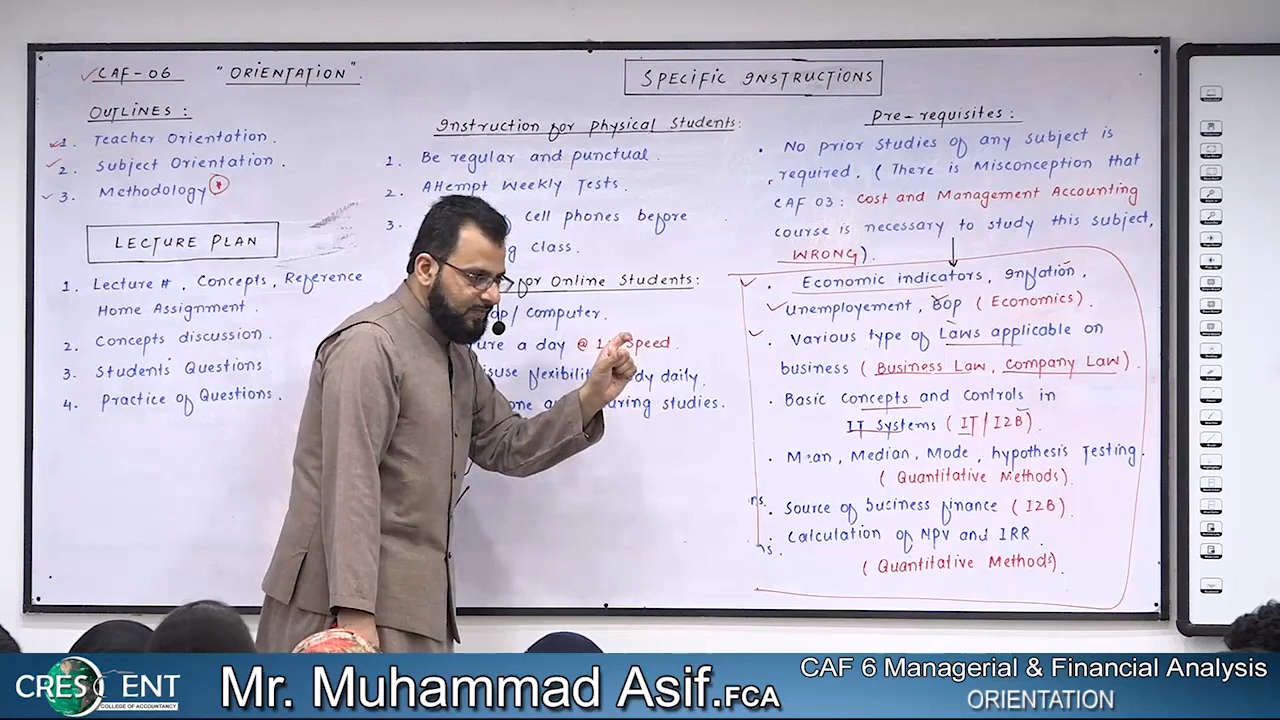 CAF-06 "ORIENTATION".
OUTLINES:
1. Teacher Orientation.
2. Subject Orientation.
3. Methodology
LECTURE PLAN
1. Lecture #, Concepts, Reference
Home Assignment.
2. Concepts discussion.
3. Students' Questions
4. Practice of Questions.
SPECIFIC INSTRUCTIONS
Instruction for physical Students:
1. Be regular and punctual.
2. Attempt Weekly Tests.
3. cell phones before
class.
for Online Students:
computer.
a day @ Speed
flexibility daily.
studies.
Pre-requisites:
. No prior studies of any subject is
required. (There is Misconception that
CAF 03: Cost and Management Accounting
course is necessary to study this subject,
WRONG).
Economic indicators, Inflation,
Unemployement, GDP (Economics).
Various type of Laws applicable on
business (Business Law, Company Law).
Basic concepts and controls in
IT Systems (IT/I2B).
Mean, Median, Mode, hypothesis Testing.
(Quantitative Methods).
Source of business finance (I2B).
Calculation of NPV and IRR.
(Quantitative Methods).
CRESCENT
COLLEGE OF ACCOUNTANCY
Mr. Muhammad Asif.FCA
CAF 6 Managerial & Financial Analysis
ORIENTATION